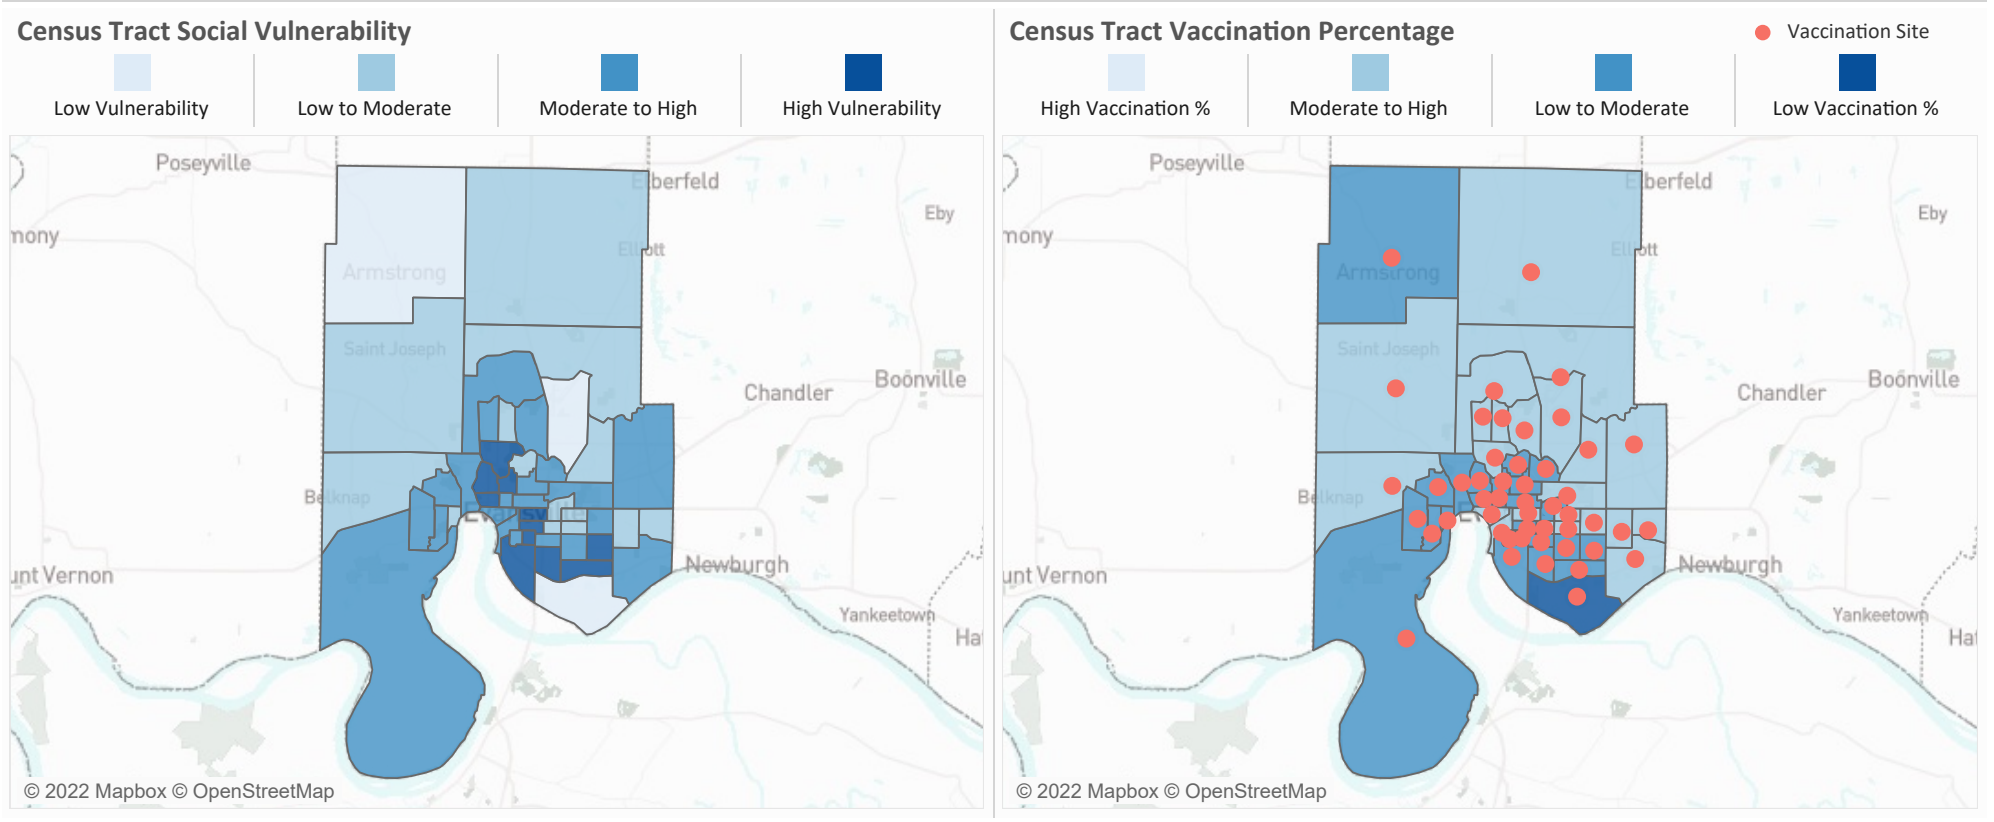 Census Tract Social Vulnerability
Low Vulnerability
Low to Moderate
Moderate to High
High Vulnerability
Poseyville
Elberfeld
Eby
mony
Elliott
Armstrong
Saint Joseph
Chandler
Boonville
Belknap
Evansville
unt Vernon
Newburgh
Yankeetown
Hat
© 2022 Mapbox © OpenStreetMap
Census Tract Vaccination Percentage
Vaccination Site
High Vaccination %
Moderate to High
Low to Moderate
Low Vaccination %
Poseyville
Elberfeld
Eby
mony
Elliott
Armstrong
Saint Joseph
Chandler
Boonville
Belknap
unt Vernon
Newburgh
Yankeetown
Hat
© 2022 Mapbox © OpenStreetMap